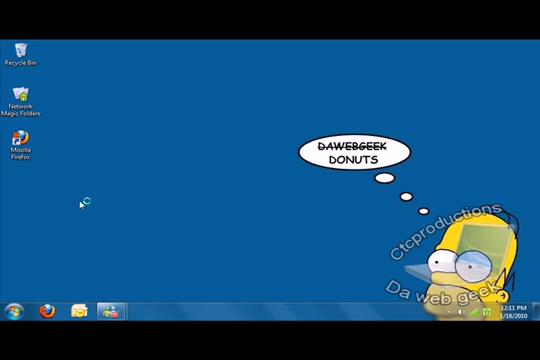 Recycle Bin
Network
Magic Folders
Mozilla
Firefox
DAWEBGEEK
DONUTS
Ctcproductions
Da web geek
12:11 PM
1/18/2010